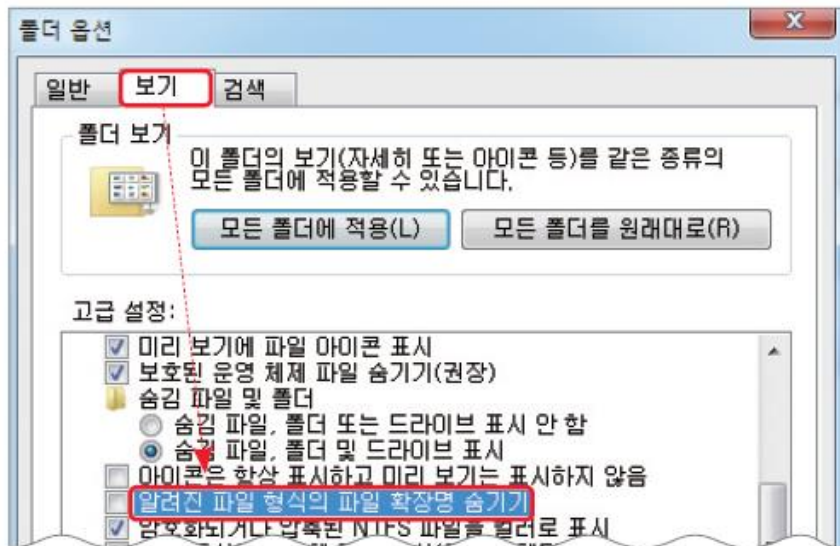 폴더 옵션
X
일반 보기 검색
폴더 보기
이 폴더의 보기(자세히 또는 아이콘 등)를 같은 종류의
모든 폴더에 적용할 수 있습니다.
모든 폴더에 적용(L) 모든 폴더를 원래대로(R)
고급 설정:
미리 보기에 파일 아이콘 표시
보호된 운영 체제 파일 숨기기(권장)
숨김 파일 및 폴더
숨김 파일, 폴더 또는 드라이브 표시 안 함
숨김 파일, 폴더 및 드라이브 표시
아이콘은 항상 표시하고 미리 보기는 표시하지 않음
알려진 파일 형식의 파일 확장명 숨기기
암호화되거나 압축된 NTFS 파일을 컬러로 표시